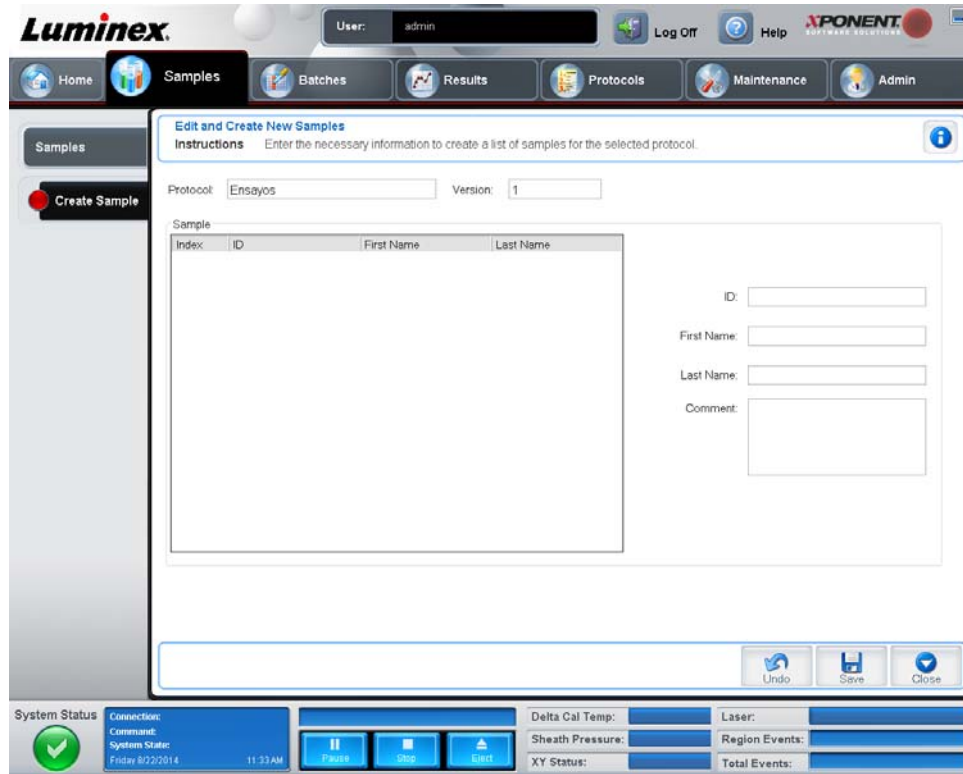 Luminex.
User: admin
Log Off
Help
XPONENT
SOFTWARE SOLUTIONS
Home
Samples
Batches
Results
Protocols
Maintenance
Admin
Samples
Create Sample
Edit and Create New Samples
Instructions Enter the necessary information to create a list of samples for the selected protocol.
Protocol: Ensayos Version: 1
Sample
Index ID First Name Last Name
ID:
First Name:
Last Name:
Comment:
Undo
Save
Close
System Status
Connection:
Command:
System State:
Friday 8/22/2014 11:33 AM
Pause
Stop
Eject
Delta Cal Temp:
Sheath Pressure:
XY Status:
Laser:
Region Events:
Total Events: